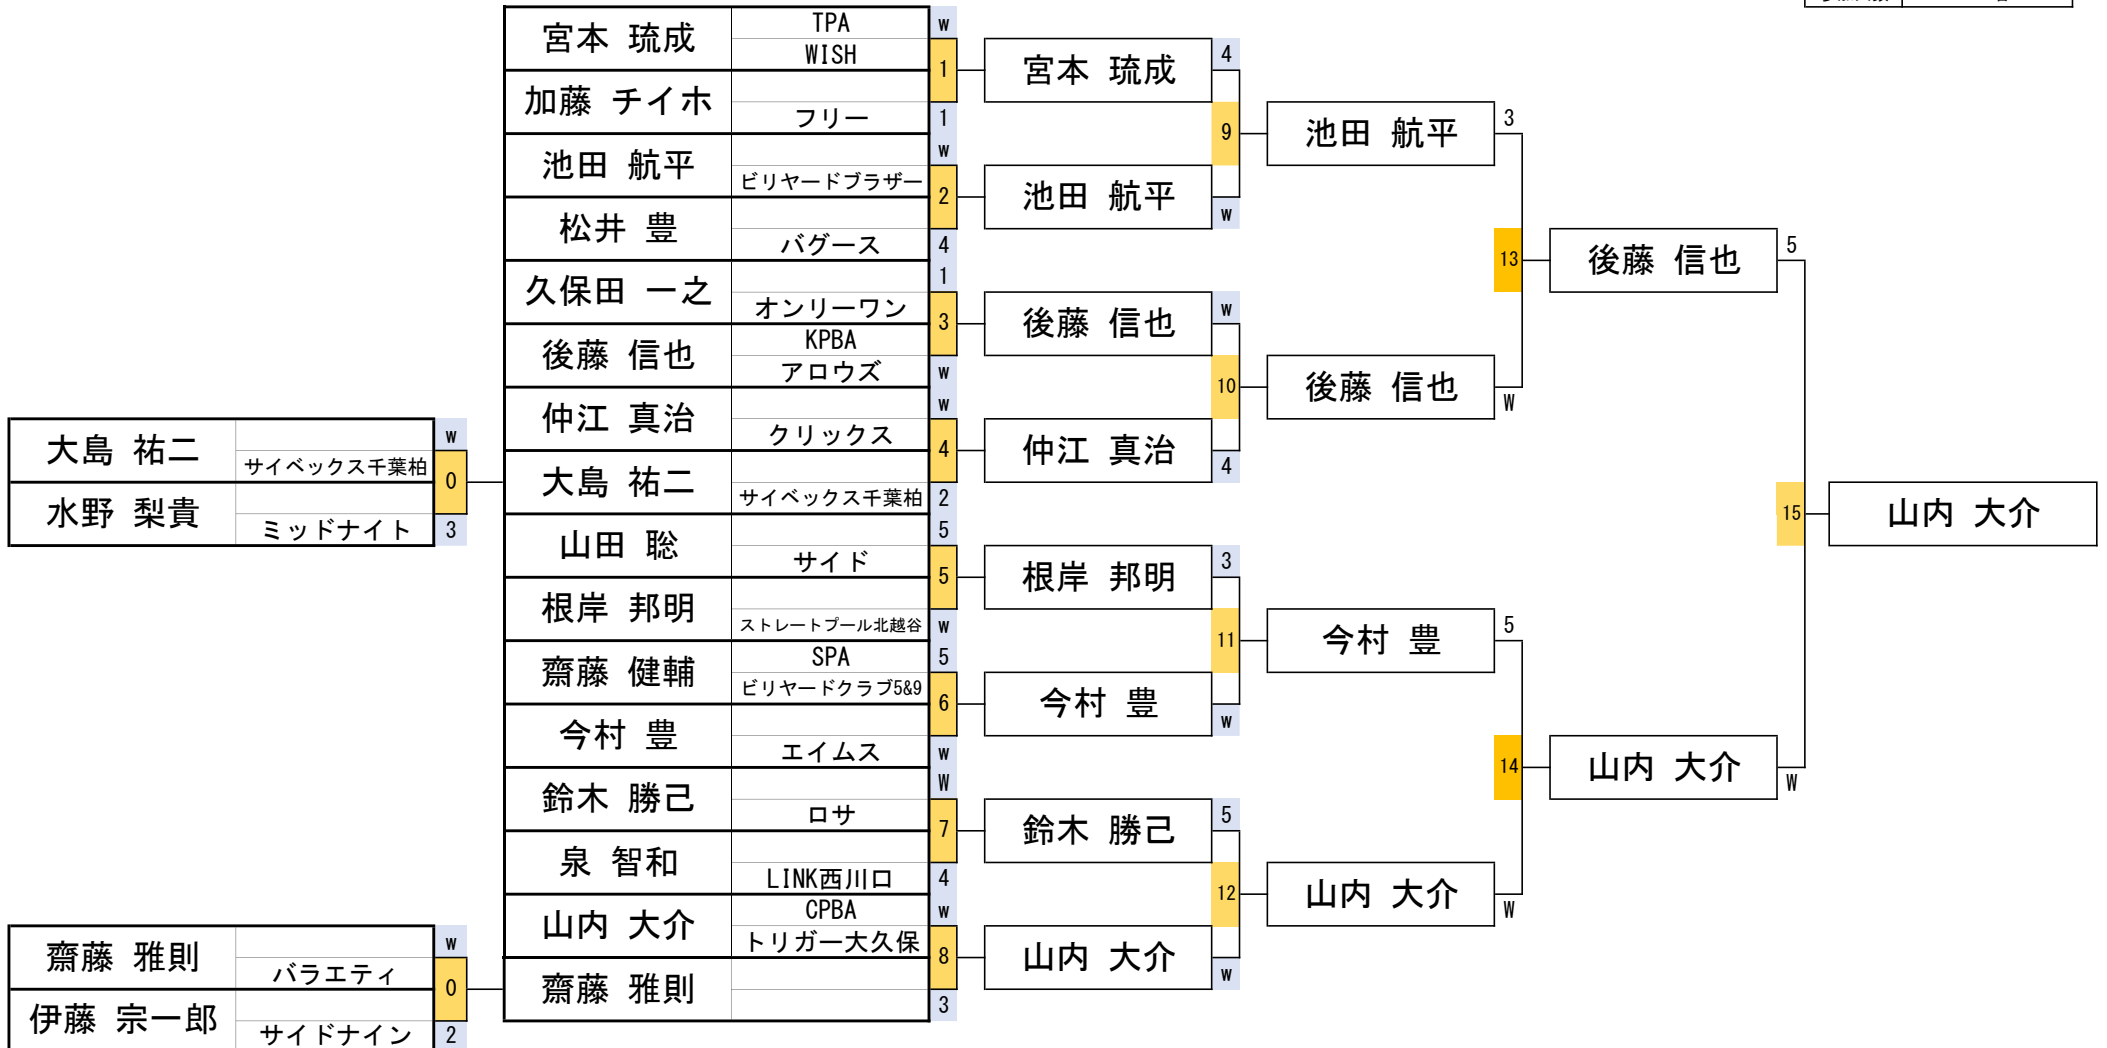 宮本 琉成 TPA W
WISH
1
加藤 チイホ
フリー 1
池田 航平 W
ビリヤードブラザー
2
松井 豊
バグース 4
久保田 一之 1
オンリーワン
3
後藤 信也 KPBA
アロウズ W
仲江 真治 W
クリックス
4
大島 祐二
サイベックス千葉柏 2
山田 聡 5
サイド
5
根岸 邦明
ストレートプール北越谷 W
齋藤 健輔 SPA 5
ビリヤードクラブ5&9
6
今村 豊
エイムス W
鈴木 勝己 W
ロサ
7
泉 智和
LINK西川口 4
山内 大介 CPBA W
トリガー大久保
8
齋藤 雅則
3
大島 祐二 W
サイベックス千葉柏
0
水野 梨貴
ミッドナイト 3
齋藤 雅則 W
バラエティ
0
伊藤 宗一郎
サイドナイン 2
宮本 琉成 4
9
池田 航平 W
後藤 信也 W
10
仲江 真治 4
根岸 邦明 3
11
今村 豊 W
鈴木 勝己 5
12
山内 大介 W
池田 航平 3
13
後藤 信也 W
今村 豊 5
14
山内 大介 W
後藤 信也 5
15
山内 大介 W
山内 大介